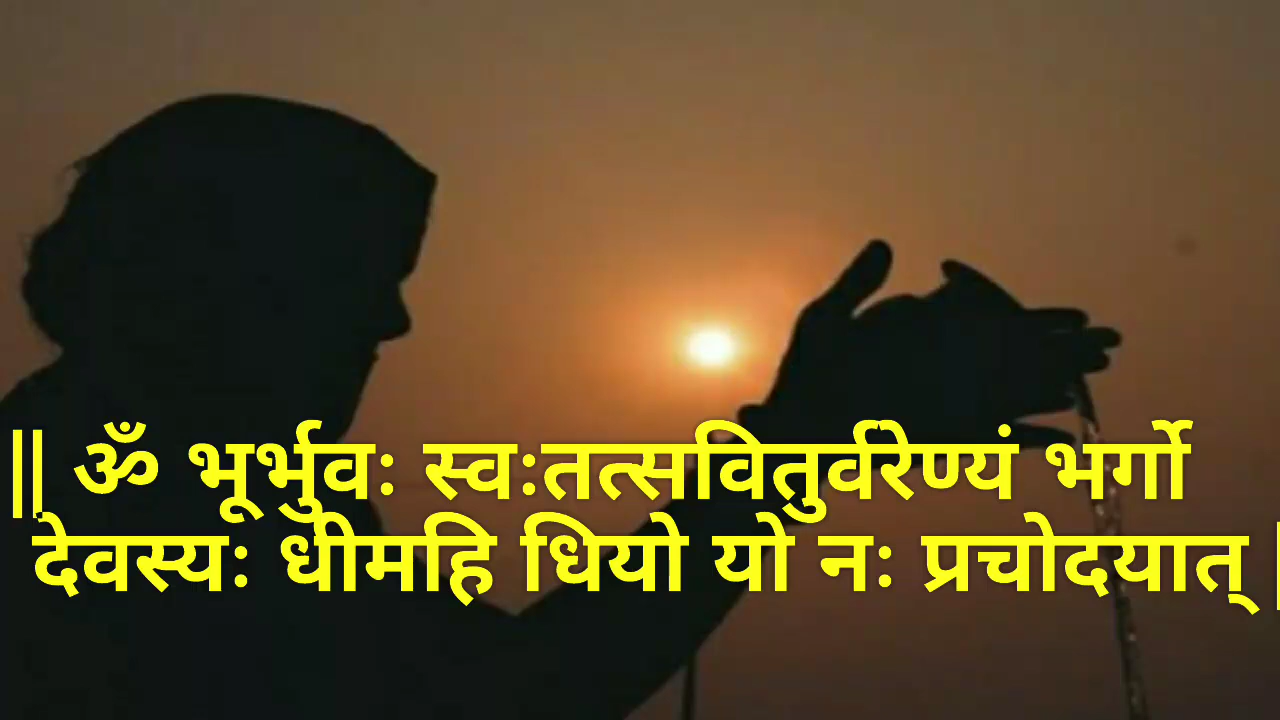 || ॐ भूर्भुवः स्वःतत्सवितुर्वरेण्यं भर्गो
देवस्यः धीमहि धियो यो नः प्रचोदयात् |